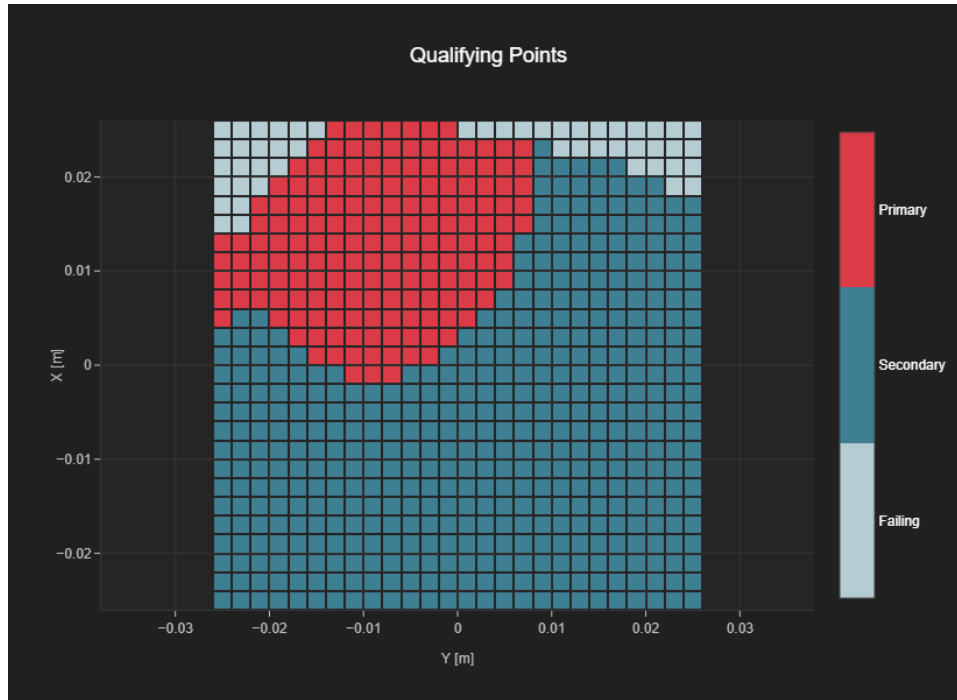 Qualifying Points
0.02
0.01
0
−0.01
−0.02
X [m]
−0.03
−0.02
−0.01
0
0.01
0.02
0.03
Y [m]
Primary
Secondary
Failing